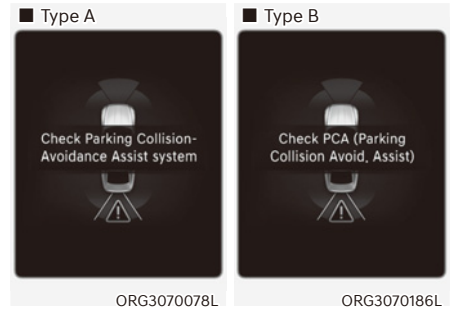 ■ Type A
Check Parking Collision-
Avoidance Assist system
ORG3070078L
■ Type B
Check PCA (Parking
Collision Avoid. Assist)
ORG3070186L